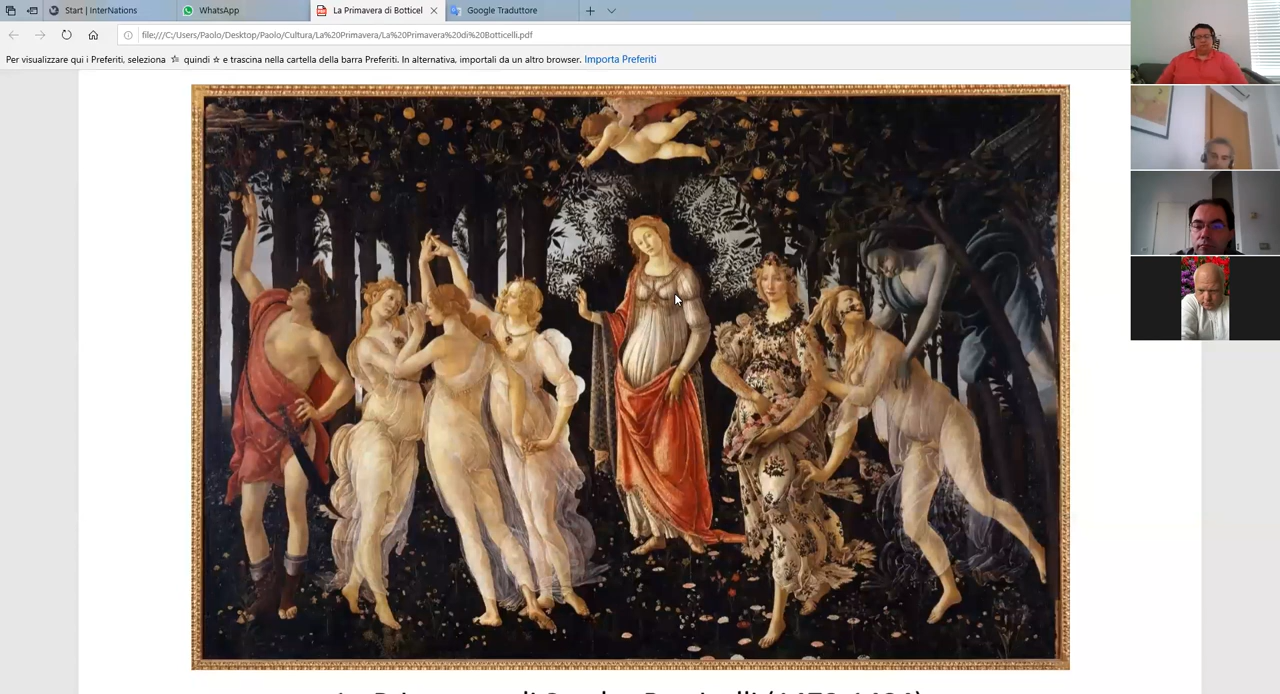 Start | InterNations
WhatsApp
La Primavera di Botticel
Google Traduttore
file:///C:/Users/Paolo/Desktop/Paolo/Cultura/La%20Primavera/La%20Primavera%20di%20Botticelli.pdf
Per visualizzare qui i Preferiti, seleziona quindi e trascina nella cartella della barra Preferiti. In alternativa, importali da un altro browser. Importa Preferiti